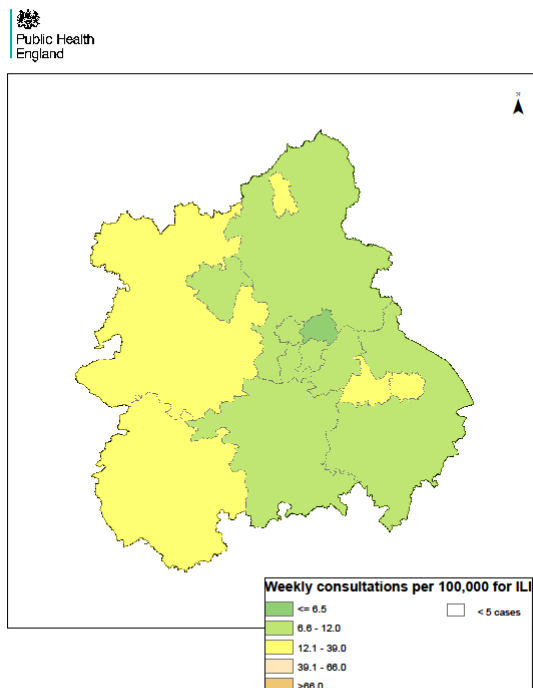 Public Health
England
N
Weekly consultations per 100,000 for ILI
<= 6.5
< 5 cases
6.6 - 12.0
12.1 - 39.0
39.1 - 66.0
>66.0